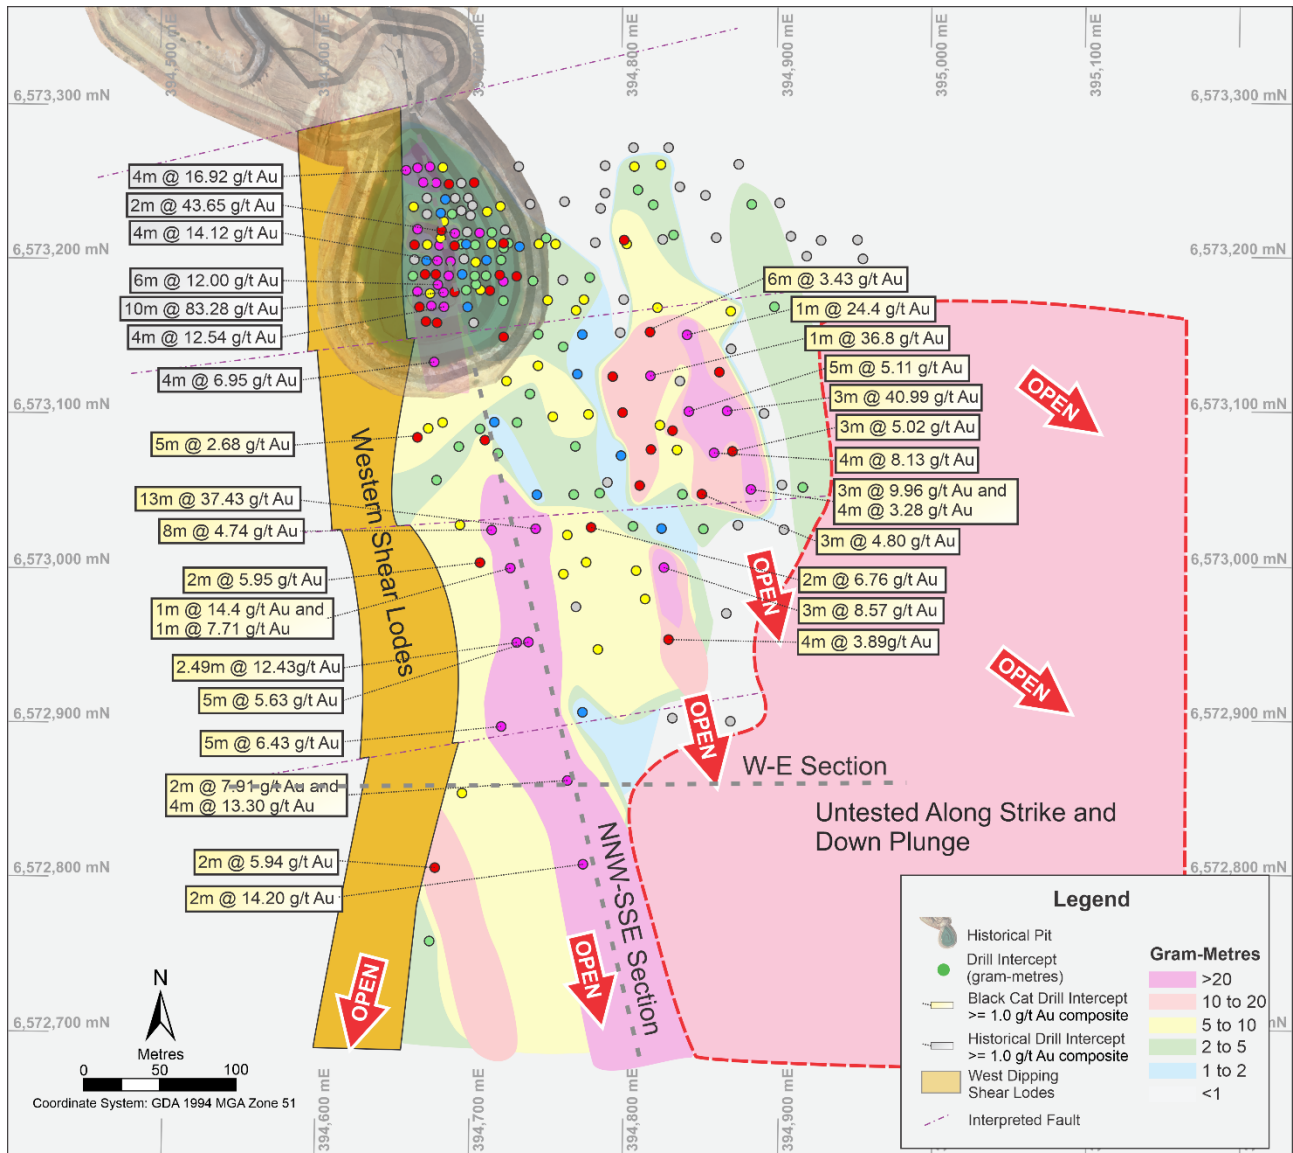 394,500 mE
394,600 mE
394,700 mE
394,800 mE
394,900 mE
395,000 mE
395,100 mE
6,573,300 mN
6,573,300 mN
4m @ 16.92 g/t Au
2m @ 43.65 g/t Au
4m @ 14.12 g/t Au
6,573,200 mN
6,573,200 mN
6m @ 12.00 g/t Au
10m @ 83.28 g/t Au
4m @ 12.54 g/t Au
4m @ 6.95 g/t Au
6m @ 3.43 g/t Au
1m @ 24.4 g/t Au
1m @ 36.8 g/t Au
5m @ 5.11 g/t Au
3m @ 40.99 g/t Au
3m @ 5.02 g/t Au
4m @ 8.13 g/t Au
3m @ 9.96 g/t Au and
4m @ 3.28 g/t Au
3m @ 4.80 g/t Au
2m @ 6.76 g/t Au
3m @ 8.57 g/t Au
4m @ 3.89g/t Au
OPEN
6,573,100 mN
6,573,100 mN
5m @ 2.68 g/t Au
Western Shear Lodes
13m @ 37.43 g/t Au
8m @ 4.74 g/t Au
6,573,000 mN
6,573,000 mN
2m @ 5.95 g/t Au
1m @ 14.4 g/t Au and
1m @ 7.71 g/t Au
2.49m @ 12.43g/t Au
5m @ 5.63 g/t Au
5m @ 6.43 g/t Au
OPEN
OPEN
OPEN
6,572,900 mN
6,572,900 mN
W-E Section
2m @ 7.91 g/t Au and
4m @ 13.30 g/t Au
Untested Along Strike and
Down Plunge
2m @ 5.94 g/t Au
2m @ 14.20 g/t Au
6,572,800 mN
6,572,800 mN
NNW-SSE Section
OPEN
OPEN
6,572,700 mN
N
Metres
0 50 100
Coordinate System: GDA 1994 MGA Zone 51
394,600 mE
394,700 mE
394,800 mE
394,900 mE
Legend
Historical Pit
Drill Intercept
(gram-metres)
Black Cat Drill Intercept
>= 1.0 g/t Au composite
Historical Drill Intercept
>= 1.0 g/t Au composite
West Dipping
Shear Lodes
Interpreted Fault
Gram-Metres
>20
10 to 20
5 to 10
2 to 5
1 to 2
<1